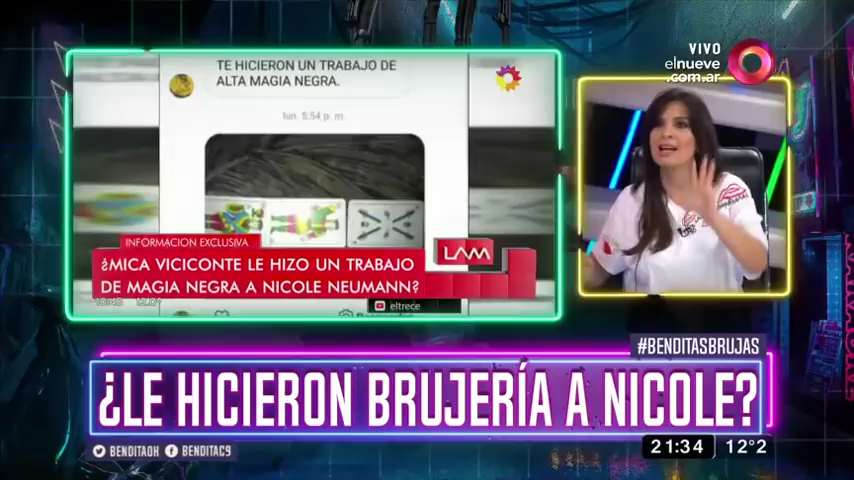 VIVO
elnueve
.com.ar
TE HICIERON UN TRABAJO DE
ALTA MAGIA NEGRA.
lun. 5:54 p. m.
INFORMACION EXCLUSIVA
¿MICA VICICONTE LE HIZO UN TRABAJO
DE MAGIA NEGRA A NICOLE NEUMANN?
LAM
eltrece
#BENDITASBRUJAS
¿LE HICIERON BRUJERÍA A NICOLE?
BENDITAOK
BENDITAC9
21:34
12°2